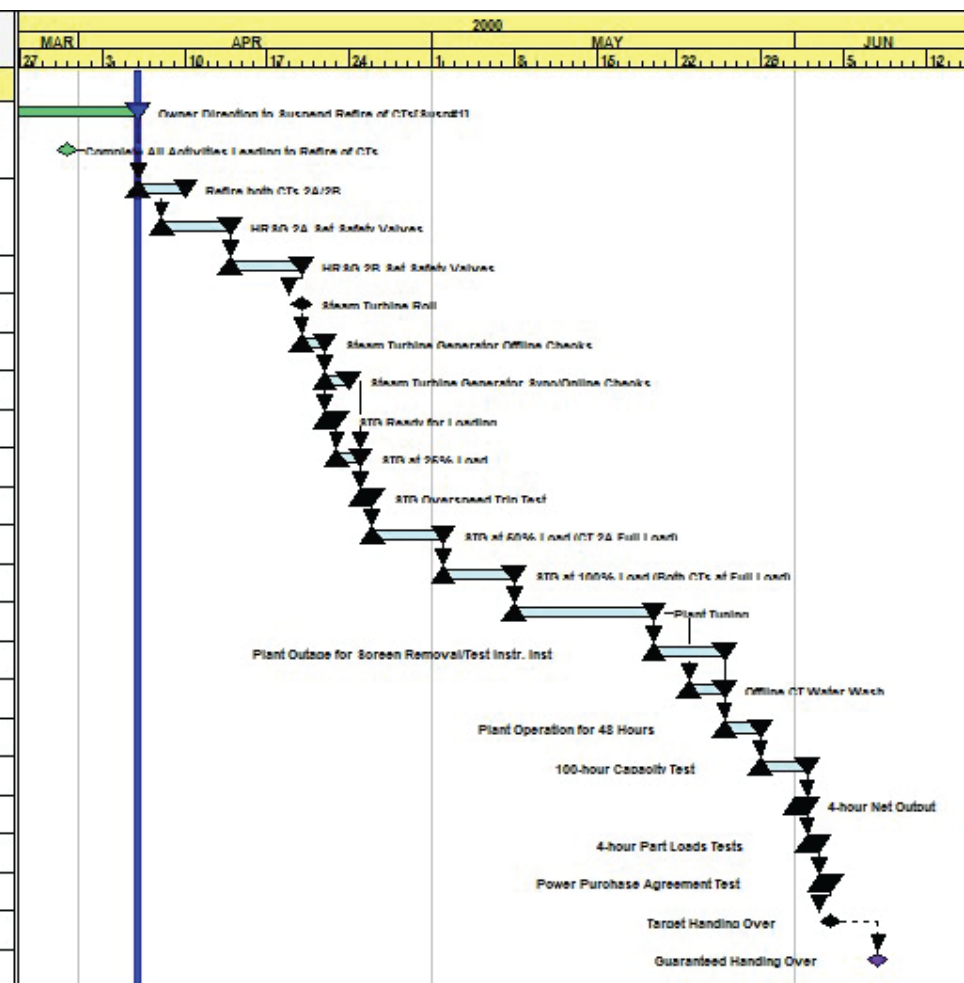 2000
MAR APR MAY JUN
27 3 10 17 24 1 8 15 22 29 5 12
Owner Direction to Suspend Refire of CTs[Susp#1]
Complete All Activities Leading to Refire of CTs
Refire both CTs 2A/2B
HRSG 2A Set Safety Valves
HRSG 2B Set Safety Valves
Steam Turbine Roll
Steam Turbine Generator Offline Checks
Steam Turbine Generator Sync/Online Checks
STG Ready for Loading
STG at 25% Load
STG Overspeed Trip Test
STG at 50% Load (CT 2A Full Load)
STG at 100% Load (Both CTs at Full Load)
Plant Tuning
Plant Outage for Screen Removal/Test Instr. Inst
Offline CT Water Wash
Plant Operation for 48 Hours
100-hour Capacity Test
4-hour Net Output
4-hour Part Loads Tests
Power Purchase Agreement Test
Target Handing Over
Guaranteed Handing Over